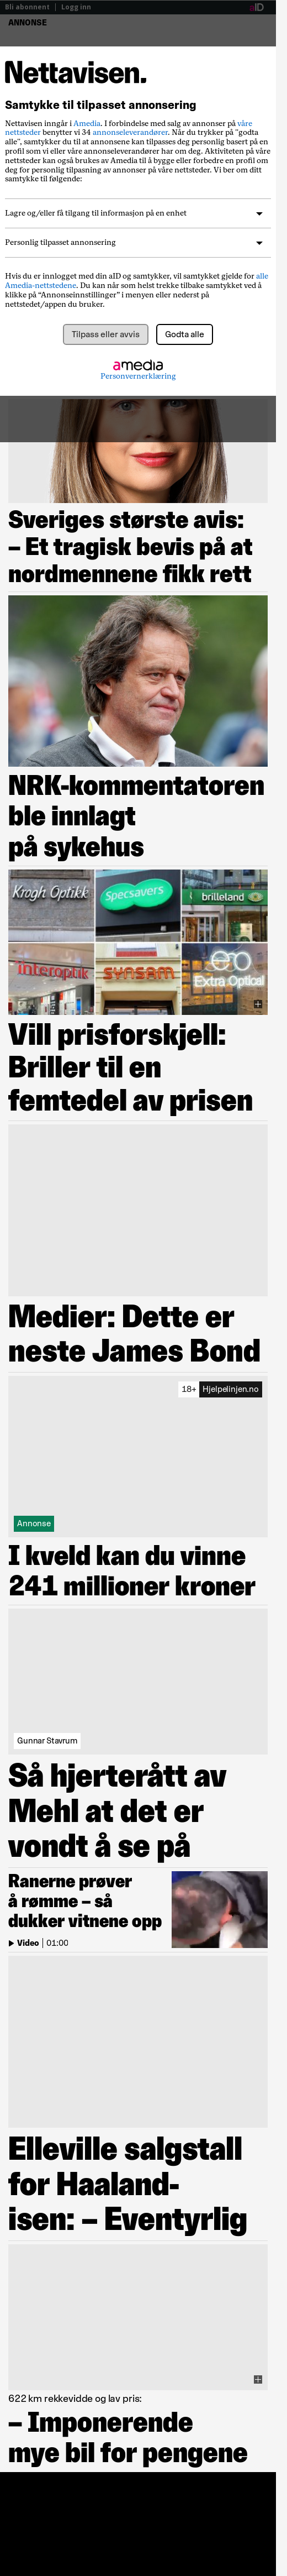 Bli abonnent | Logg inn
aID
ANNONSE
Nettavisen.
Samtykke til tilpasset annonsering
Nettavisen inngår i Amedia. I forbindelse med salg av annonser på våre
nettsteder benytter vi 34 annonseleverandører. Når du trykker på "godta
alle", samtykker du til at annonsene kan tilpasses deg personlig basert på en
profil som vi eller våre annonseleverandører har om deg. Aktiviteten på våre
nettsteder kan også brukes av Amedia til å bygge eller forbedre en profil om
deg for personlig tilpasning av annonser på våre nettsteder. Vi ber om ditt
samtykke til følgende:
Lagre og/eller få tilgang til informasjon på en enhet
Personlig tilpasset annonsering
Hvis du er innlogget med din aID og samtykker, vil samtykket gjelde for alle
Amedia-nettstedene. Du kan når som helst trekke tilbake samtykket ved å
klikke på “Annonseinnstillinger” i menyen eller nederst på
nettstedet/appen du bruker.
Tilpass eller avvis
Godta alle
amedia
Personvernerklæring
Sveriges største avis:
– Et tragisk bevis på at
nordmennene fikk rett
NRK-kommentatoren
ble innlagt
på sykehus
Krogh Optikk
Specsavers
brilleland
interoptik
SYNSAM
Extra Optical
Vill prisforskjell:
Briller til en
femtedel av prisen
Medier: Dette er
neste James Bond
18+ Hjelpelinjen.no
Annonse
I kveld kan du vinne
241 millioner kroner
Gunnar Stavrum
Så hjerterått av
Mehl at det er
vondt å se på
Ranerne prøver
å rømme – så
dukker vitnene opp
Video | 01:00
Elleville salgstall
for Haaland-
isen: – Eventyrlig
622 km rekkevidde og lav pris:
– Imponerende
mye bil for pengene